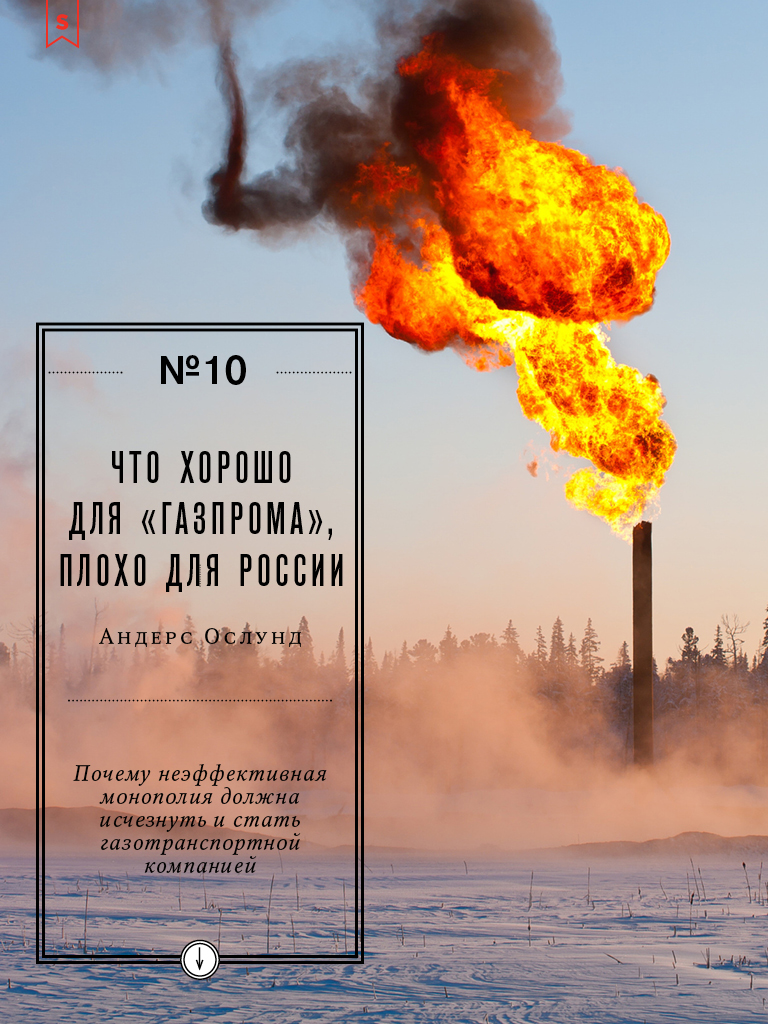 S
№10
ЧТО ХОРОШО
ДЛЯ «ГАЗПРОМА»,
ПЛОХО ДЛЯ РОССИИ
Андерс Ослунд
Почему неэффективная
монополия должна
исчезнуть и стать
газотранспортной
компанией